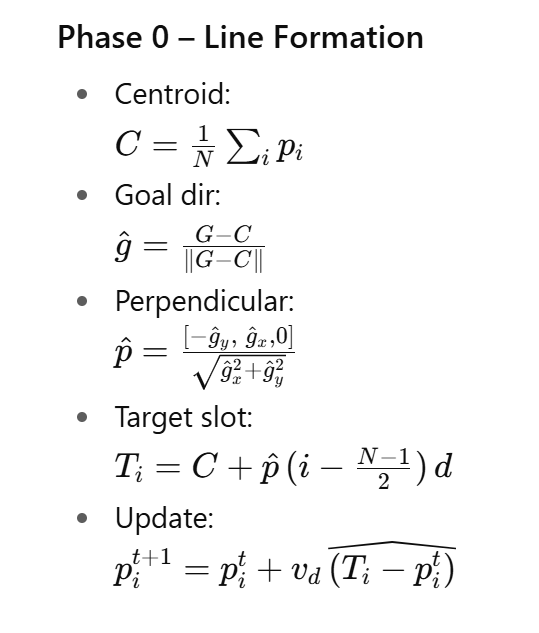 Phase 0 – Line Formation
• Centroid:
$C = \frac{1}{N} \sum_i p_i$
• Goal dir:
$\hat{g} = \frac{G-C}{\|G-C\|}$
• Perpendicular:
$\hat{p} = \frac{[-\hat{g}_y,\, \hat{g}_x, 0]}{\sqrt{\hat{g}_x^2 + \hat{g}_y^2}}$
• Target slot:
$T_i = C + \hat{p}\,(i - \frac{N-1}{2})\,d$
• Update:
$p_i^{t+1} = p_i^t + v_d\,\widehat{(T_i - p_i^t)}$